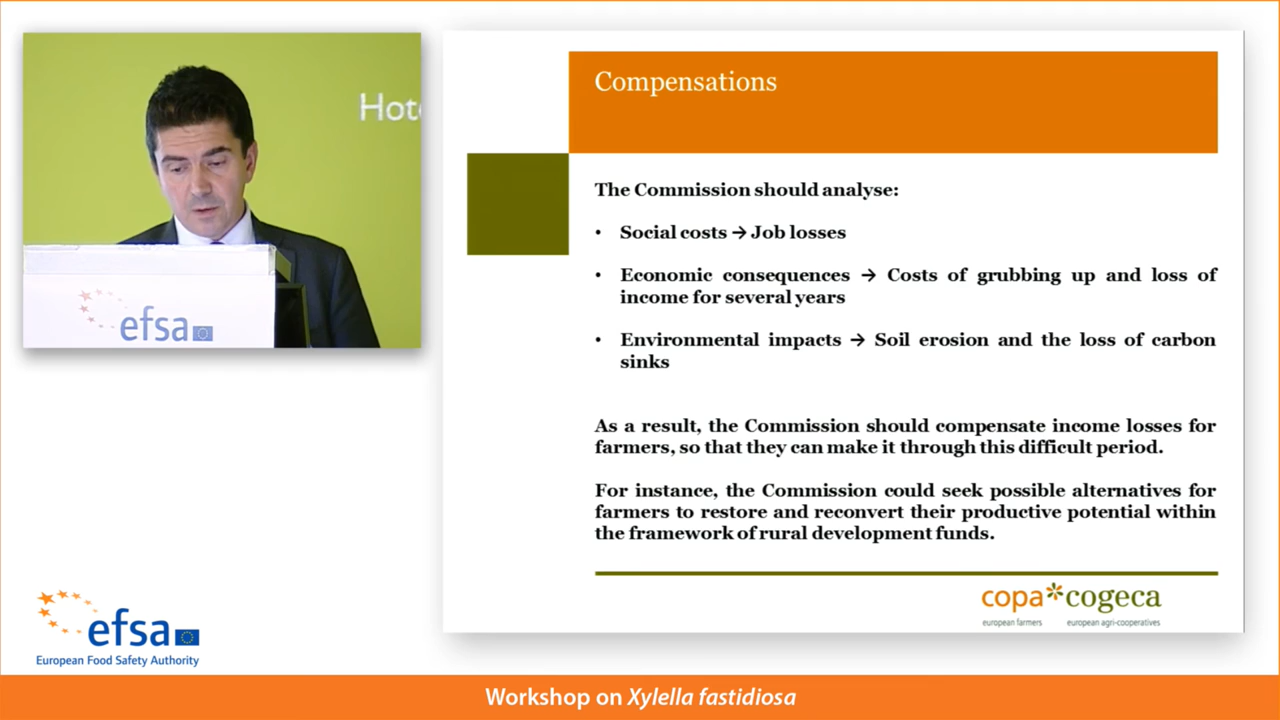 Hot
efsa
Compensations
The Commission should analyse:
• Social costs → Job losses
• Economic consequences → Costs of grubbing up and loss of
income for several years
• Environmental impacts → Soil erosion and the loss of carbon
sinks
As a result, the Commission should compensate income losses for
farmers, so that they can make it through this difficult period.
For instance, the Commission could seek possible alternatives for
farmers to restore and reconvert their productive potential within
the framework of rural development funds.
copa*cogeca
european farmers european agri-cooperatives
efsa
European Food Safety Authority
Workshop on Xylella fastidiosa